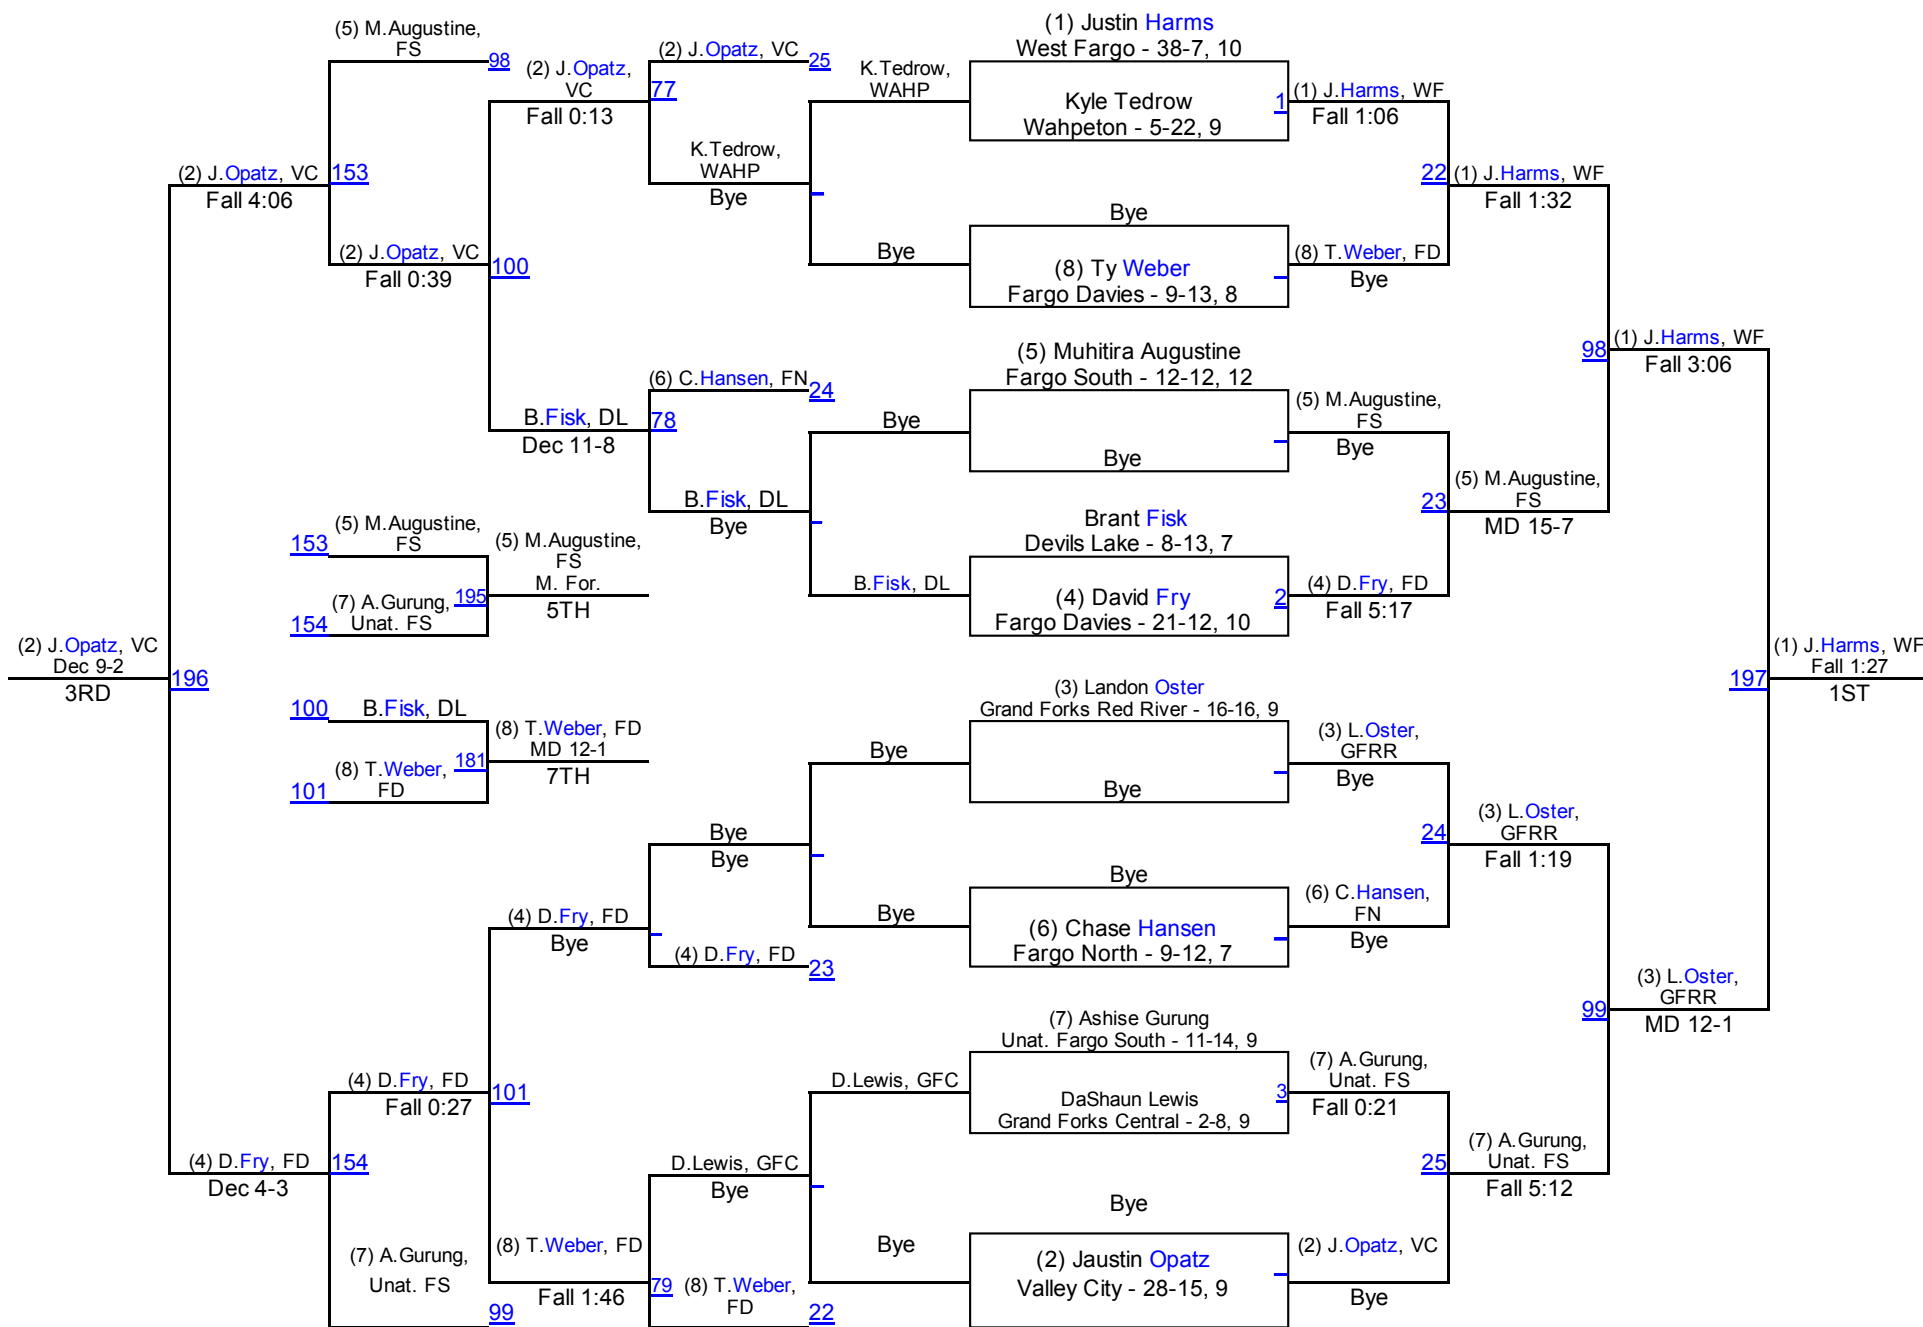 (5) M.Augustine,
FS
98
(2) J.Opatz,
VC
Fall 0:13
(2) J.Opatz, VC
25
77
K.Tedrow,
WAHP
Bye
K.Tedrow,
WAHP
(1) Justin Harms
West Fargo - 38-7, 10
Kyle Tedrow
Wahpeton - 5-22, 9
1
(1) J.Harms, WF
Fall 1:06
(2) J.Opatz, VC
Fall 4:06
153
22
(1) J.Harms, WF
Fall 1:32
Bye
Bye
(8) Ty Weber
Fargo Davies - 9-13, 8
(8) T.Weber, FD
Bye
(2) J.Opatz, VC
Fall 0:39
100
98
(1) J.Harms, WF
Fall 3:06
(5) Muhitira Augustine
Fargo South - 12-12, 12
Bye
(5) M.Augustine,
FS
Bye
(6) C.Hansen, FN
24
B.Fisk, DL
Dec 11-8
78
Bye
B.Fisk, DL
Bye
23
(5) M.Augustine,
FS
MD 15-7
Brant Fisk
Devils Lake - 8-13, 7
(4) David Fry
Fargo Davies - 21-12, 10
2
B.Fisk, DL
(4) D.Fry, FD
Fall 5:17
153
(5) M.Augustine,
FS
(5) M.Augustine,
FS
M. For.
5TH
154
(7) A.Gurung,
Unat. FS
195
(2) J.Opatz, VC
Dec 9-2
3RD
196
197
(1) J.Harms, WF
Fall 1:27
1ST
100
B.Fisk, DL
(8) T.Weber, FD
MD 12-1
7TH
101
(8) T.Weber,
FD
181
(3) Landon Oster
Grand Forks Red River - 16-16, 9
Bye
Bye
(3) L.Oster,
GFRR
Bye
Bye
Bye
24
(3) L.Oster,
GFRR
Fall 1:19
Bye
(6) Chase Hansen
Fargo North - 9-12, 7
Bye
(6) C.Hansen,
FN
Bye
(4) D.Fry, FD
Bye
(4) D.Fry, FD
23
99
(3) L.Oster,
GFRR
MD 12-1
(7) Ashise Gurung
Unat. Fargo South - 11-14, 9
DaShaun Lewis
Grand Forks Central - 2-8, 9
3
D.Lewis, GFC
(7) A.Gurung,
Unat. FS
Fall 0:21
(4) D.Fry, FD
Fall 0:27
101
(4) D.Fry, FD
Dec 4-3
154
D.Lewis, GFC
Bye
25
(7) A.Gurung,
Unat. FS
Fall 5:12
Bye
(2) Jaustin Opatz
Valley City - 28-15, 9
Bye
(2) J.Opatz, VC
Bye
(7) A.Gurung,
Unat. FS
99
(8) T.Weber, FD
Fall 1:46
79
(8) T.Weber,
FD
22